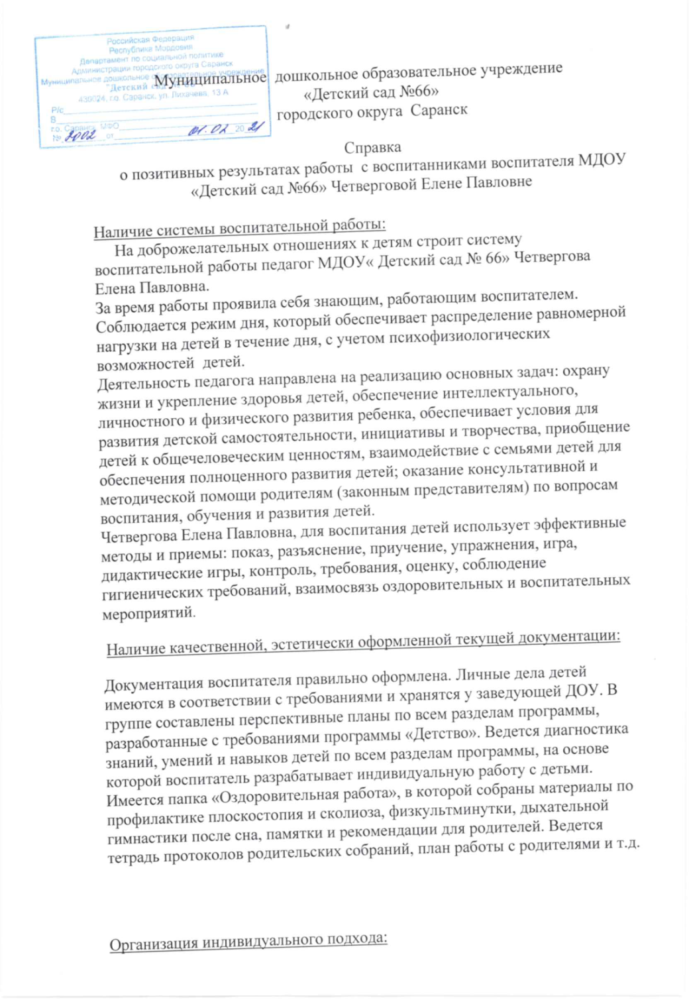 Российская Федерация
Республика Мордовия
Департамент по социальной политике
Администрации городского округа Саранск
Муниципальное дошкольное образовательное учреждение
"Детский сад №
430024, г.о. Саранск, ул. Лихачева, 13 А
Р/с
В
г.о. Саранск, МФО
№ 2002 от 01.02 20 21
Муниципальное дошкольное образовательное учреждение
«Детский сад №66»
городского округа Саранск
Справка
о позитивных результатах работы с воспитанниками воспитателя МДОУ
«Детский сад №66» Четверговой Елене Павловне
Наличие системы воспитательной работы:
На доброжелательных отношениях к детям строит систему
воспитательной работы педагог МДОУ« Детский сад № 66» Четвергова
Елена Павловна.
За время работы проявила себя знающим, работающим воспитателем.
Соблюдается режим дня, который обеспечивает распределение равномерной
нагрузки на детей в течение дня, с учетом психофизиологических
возможностей детей.
Деятельность педагога направлена на реализацию основных задач: охрану
жизни и укрепление здоровья детей, обеспечение интеллектуального,
личностного и физического развития ребенка, обеспечивает условия для
развития детской самостоятельности, инициативы и творчества, приобщение
детей к общечеловеческим ценностям, взаимодействие с семьями детей для
обеспечения полноценного развития детей; оказание консультативной и
методической помощи родителям (законным представителям) по вопросам
воспитания, обучения и развития детей.
Четвергова Елена Павловна, для воспитания детей использует эффективные
методы и приемы: показ, разъяснение, приучение, упражнения, игра,
дидактические игры, контроль, требования, оценку, соблюдение
гигиенических требований, взаимосвязь оздоровительных и воспитательных
мероприятий.
Наличие качественной, эстетически оформленной текущей документации:
Документация воспитателя правильно оформлена. Личные дела детей
имеются в соответствии с требованиями и хранятся у заведующей ДОУ. В
группе составлены перспективные планы по всем разделам программы,
разработанные с требованиями программы «Детство». Ведется диагностика
знаний, умений и навыков детей по всем разделам программы, на основе
которой воспитатель разрабатывает индивидуальную работу с детьми.
Имеется папка «Оздоровительная работа», в которой собраны материалы по
профилактике плоскостопия и сколиоза, физкультминутки, дыхательной
гимнастики после сна, памятки и рекомендации для родителей. Ведется
тетрадь протоколов родительских собраний, план работы с родителями и т.д.
Организация индивидуального подхода: